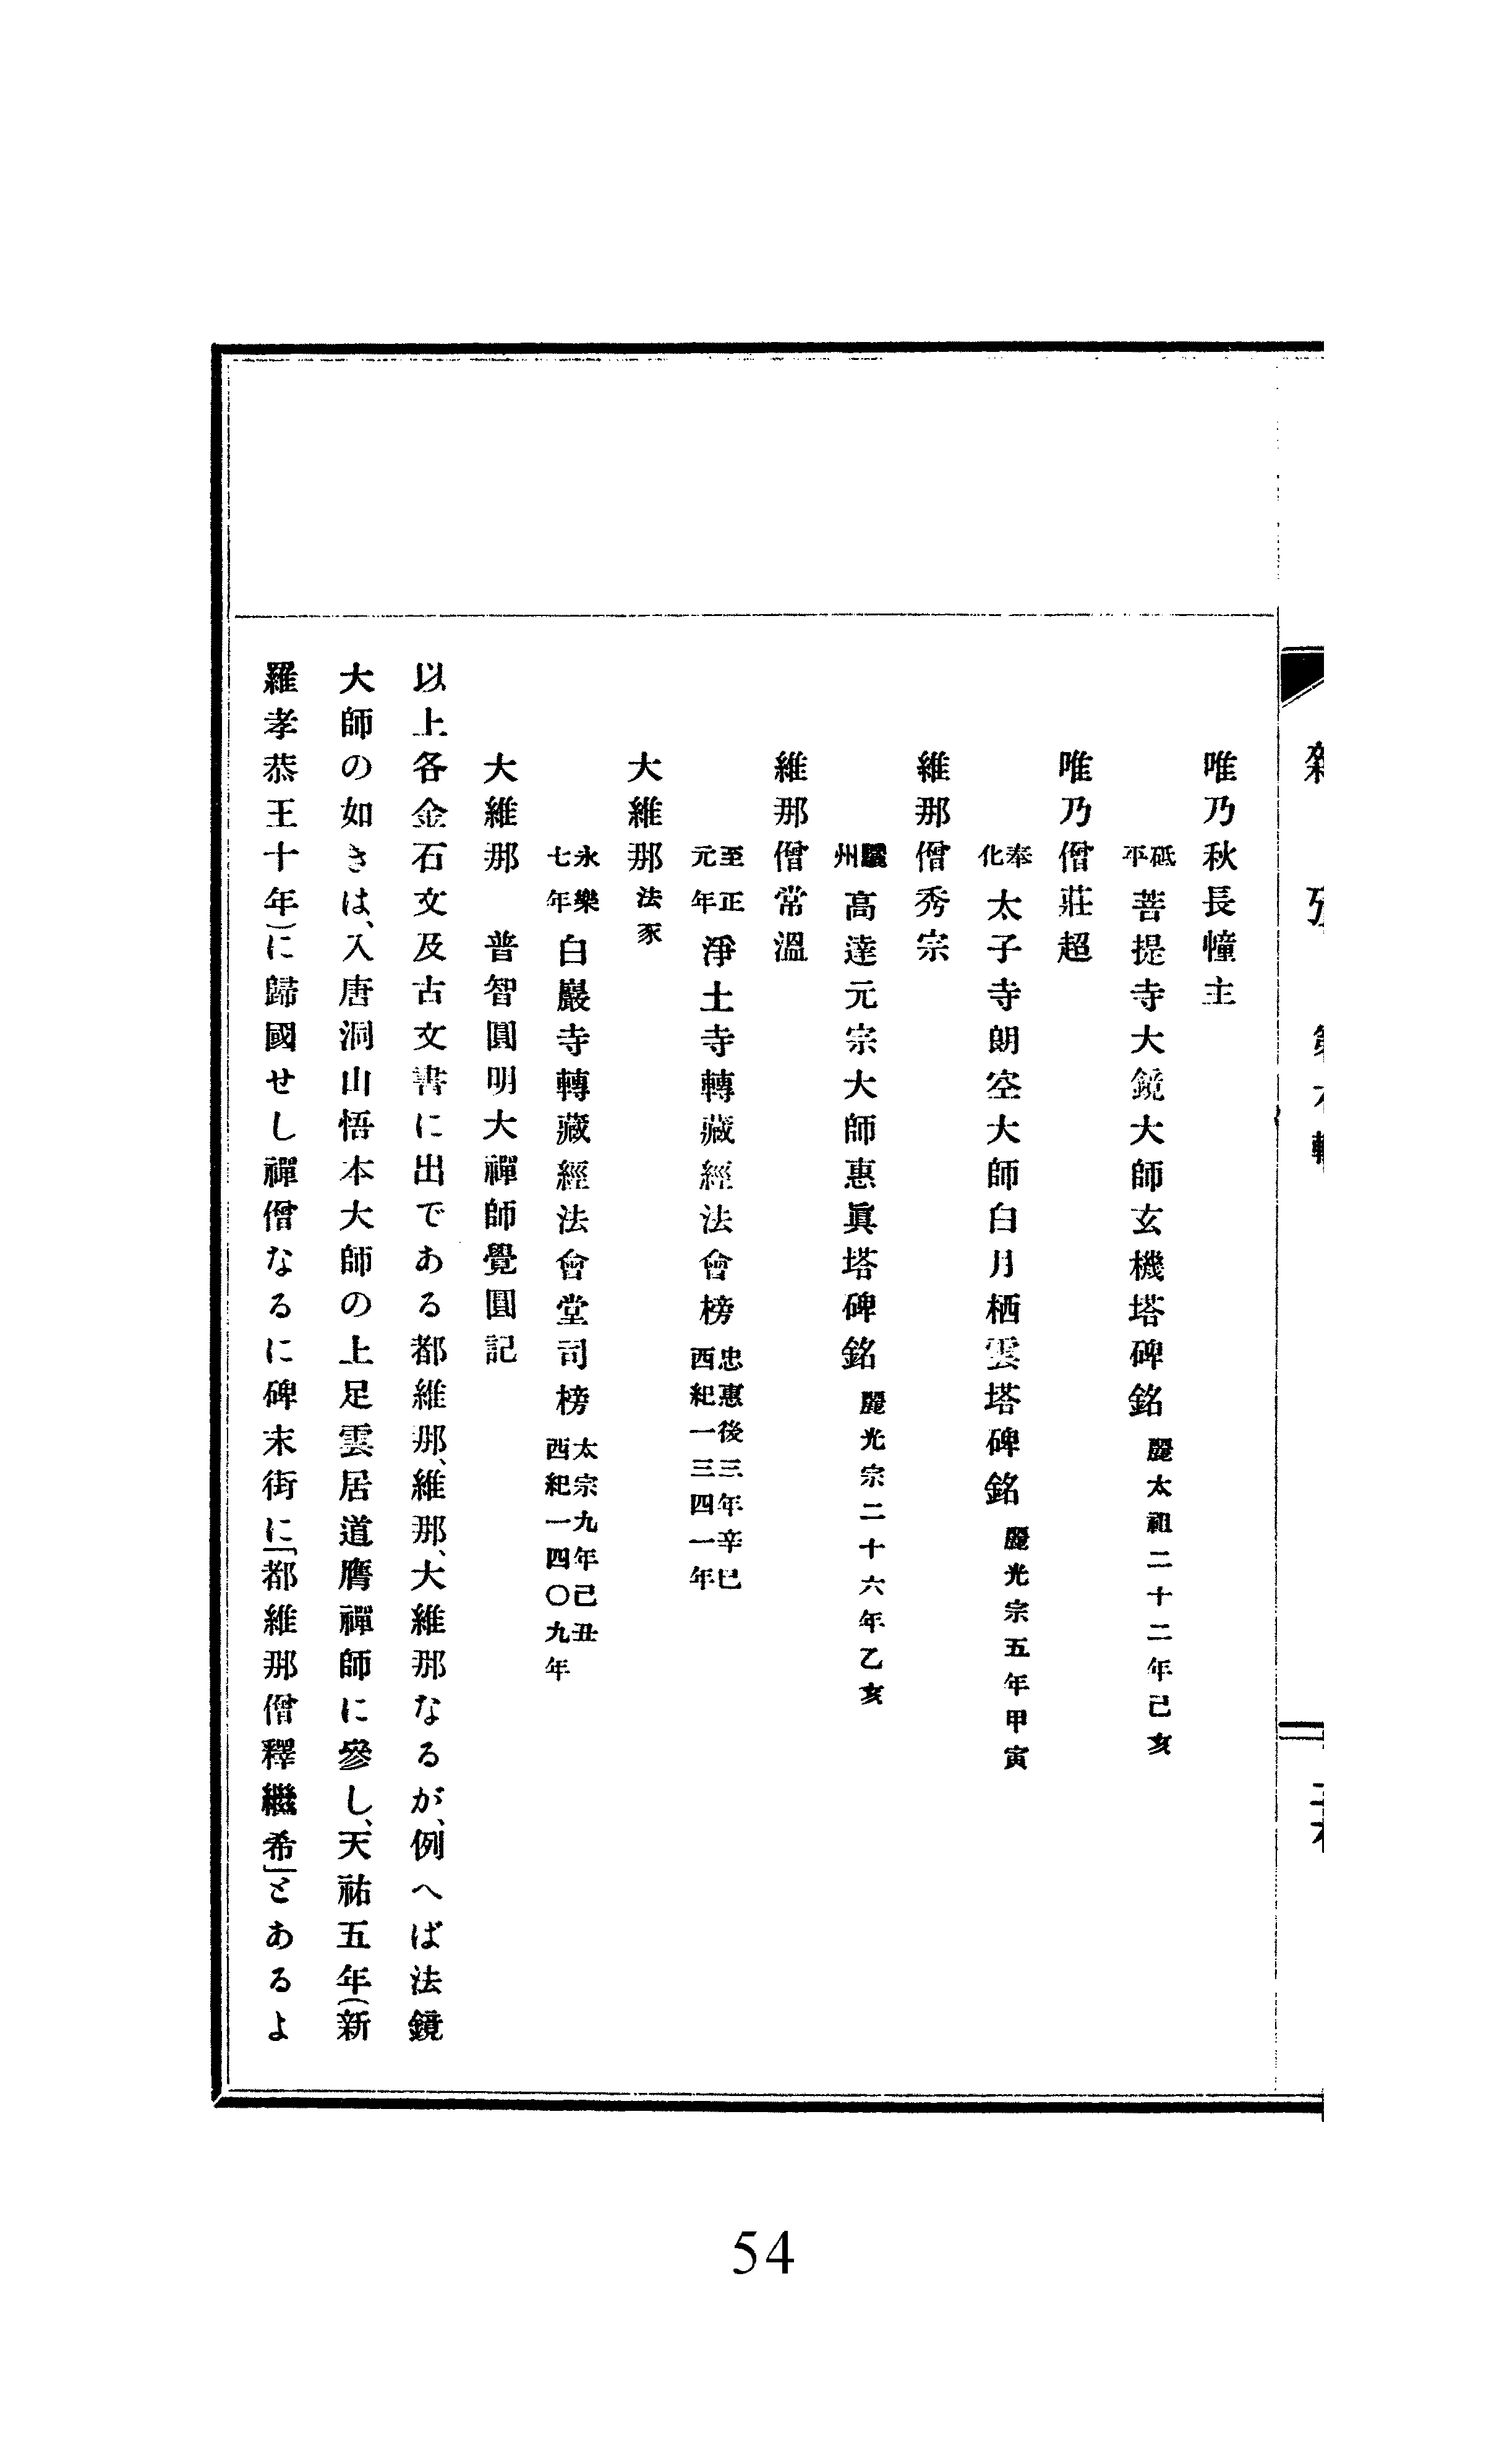 唯乃秋長幢主
砥平 菩提寺大鏡大師玄機塔碑銘 麗太祖二十二年己亥
唯乃僧莊超
奉化 太子寺朗空大師白月栖雲塔碑銘 麗光宗五年甲寅
維那僧秀宗
驪州 高達元宗大師惠眞塔碑銘 麗光宗二十六年乙亥
維那僧常溫
至正元年 淨土寺轉藏經法會榜 忠惠後三年辛巳 西紀一三四一年
大維那 法豕
永樂七年 白巖寺轉藏經法會堂司榜 太宗九年己丑 西紀一四〇九年
大維那 普智圓明大禪師覺圓記
以上各金石文及古文書に出である都維那、維那、大維那なるが、例へば法鏡
大師の如きは、入唐洞山悟本大師の上足雲居道膺禪師に參し、天祐五年(新
羅孝恭王十年)に歸國せし禪僧なるに碑末街に「都維那僧釋繼希」とあるよ
54